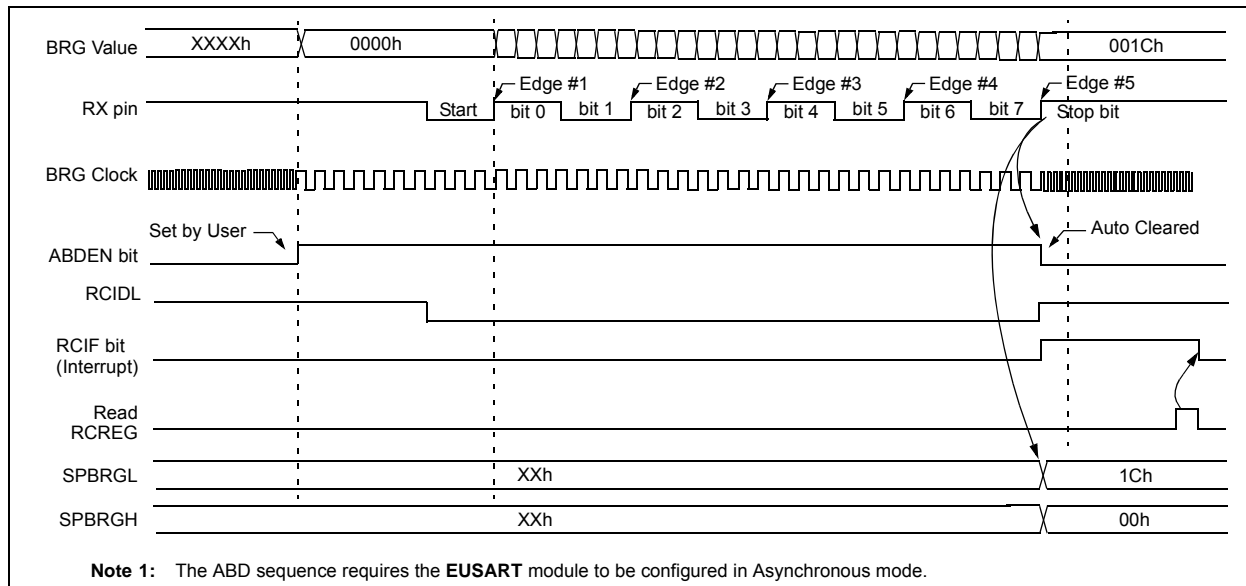 BRG Value XXXXh 0000h 001Ch
Edge #1 Edge #2 Edge #3 Edge #4 Edge #5
RX pin Start bit 0 bit 1 bit 2 bit 3 bit 4 bit 5 bit 6 bit 7 Stop bit
BRG Clock
Set by User Auto Cleared
ABDEN bit
RCIDL
RCIF bit
(Interrupt)
Read
RCREG
SPBRGL XXh 1Ch
SPBRGH XXh 00h
Note 1: The ABD sequence requires the EUSART module to be configured in Asynchronous mode.